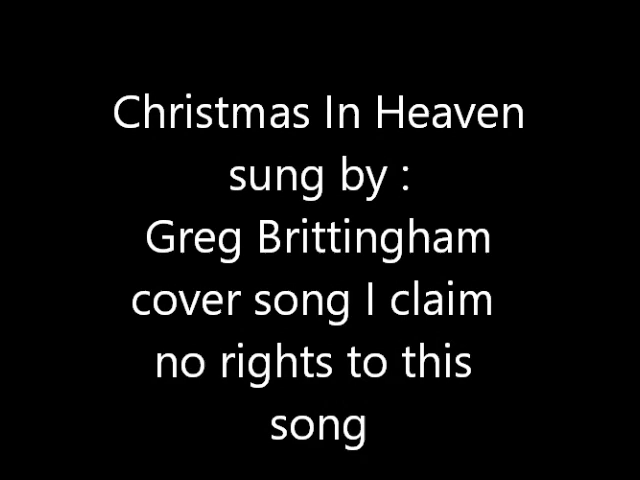 Christmas In Heaven
sung by :
Greg Brittingham
cover song I claim
no rights to this
song